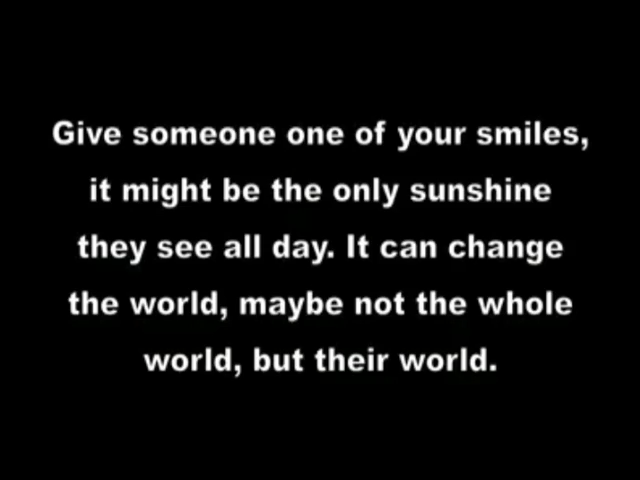 Give someone one of your smiles,
it might be the only sunshine
they see all day. It can change
the world, maybe not the whole
world, but their world.